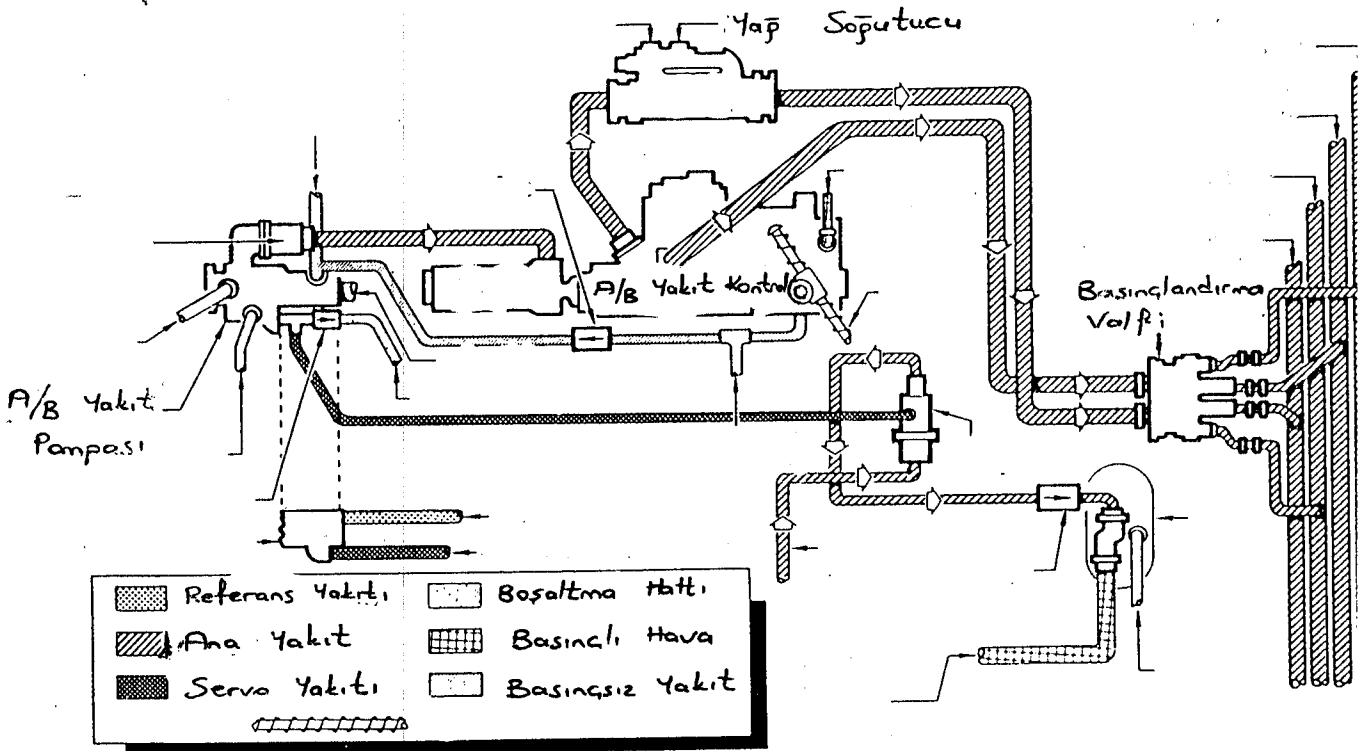 Yağ Soğutucu
A/B Yakıt Kontrol
Basınçlandırma
Valfi
A/B Yakıt
Pompası
Referans Yakıtı
Boşaltma Hattı
Ana Yakıt
Basınçlı Hava
Servo Yakıtı
Basınçsız Yakıt